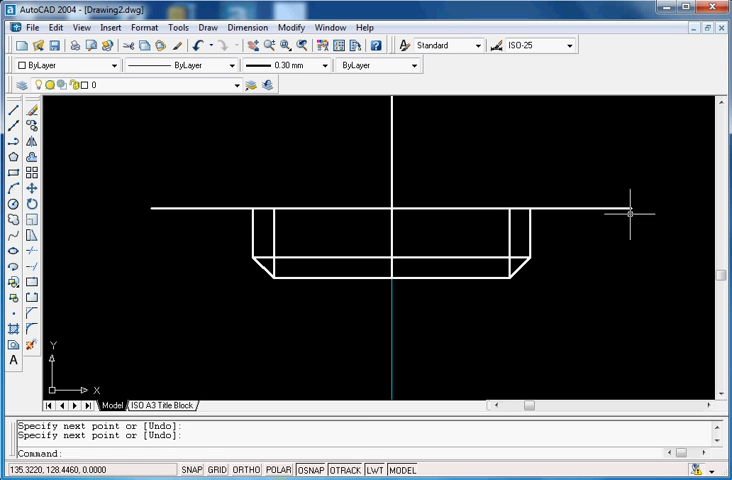 AutoCAD 2004 - [Drawing2.dwg]
File Edit View Insert Format Tools Draw Dimension Modify Window Help
Standard ISO-25
ByLayer ByLayer 0.30 mm ByLayer
0
Y
X
Model ISO A3 Title Block
Specify next point or [Undo]:
Specify next point or [Undo]:
Command:
135.3220, 128.4460, 0.0000 SNAP GRID ORTHO POLAR OSNAP OTRACK LWT MODEL